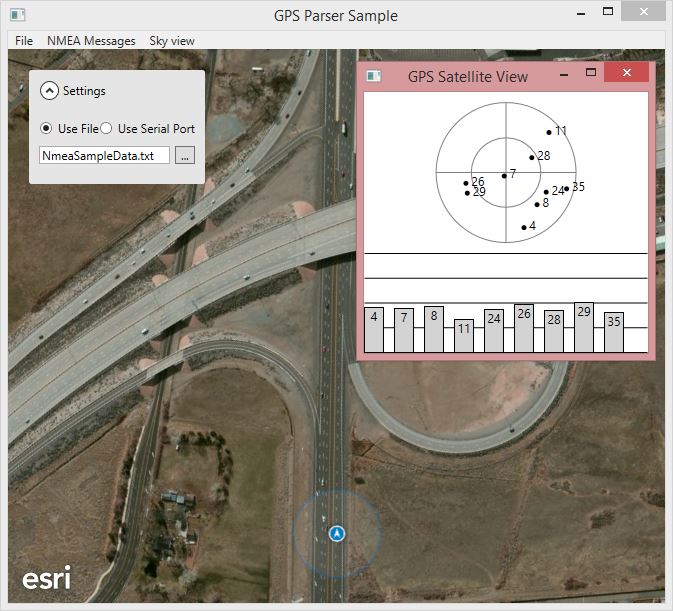 GPS Parser Sample
File NMEA Messages Sky view
Settings
Use File Use Serial Port
NmeaSampleData.txt ...
GPS Satellite View
11
28
7
26
29
24 35
8
4
4 7 8 11 24 26 28 29 35
esri